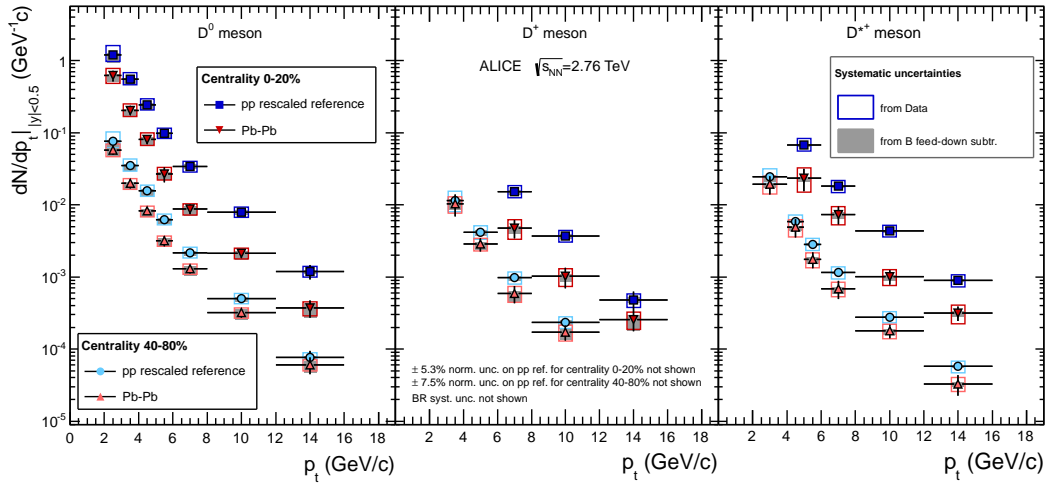 D⁰ meson
D⁺ meson
D*⁺ meson
dN/dp_t|_|y|<0.5 (GeV⁻¹c)
Centrality 0-20%
pp rescaled reference
Pb-Pb
ALICE √s_NN=2.76 TeV
Systematic uncertainties
from Data
from B feed-down subtr.
Centrality 40-80%
pp rescaled reference
Pb-Pb
± 5.3% norm. unc. on pp ref. for centrality 0-20% not shown
± 7.5% norm. unc. on pp ref. for centrality 40-80% not shown
BR syst. unc. not shown
1
10⁻¹
10⁻²
10⁻³
10⁻⁴
10⁻⁵
0 2 4 6 8 10 12 14 16 18
2 4 6 8 10 12 14 16 18
2 4 6 8 10 12 14 16 18
p_t (GeV/c)
p_t (GeV/c)
p_t (GeV/c)